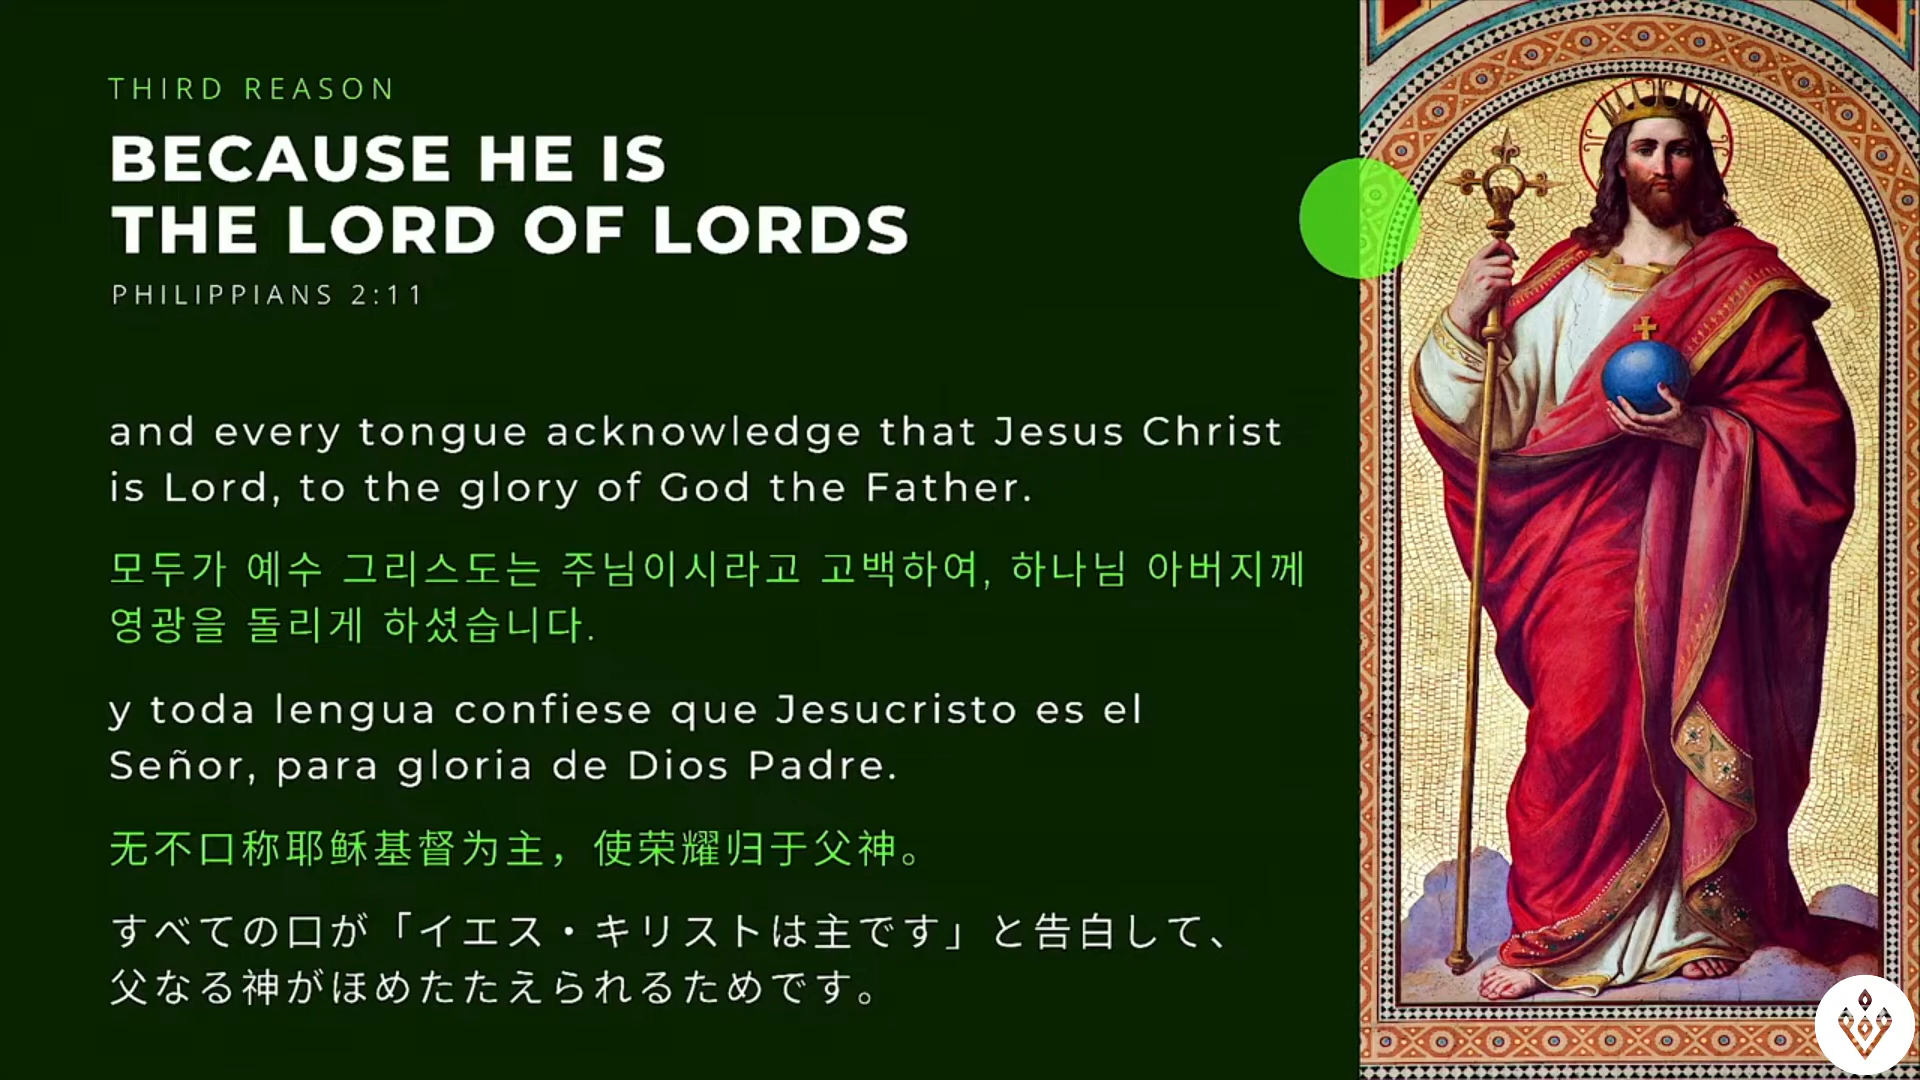 THIRD REASON
BECAUSE HE IS
THE LORD OF LORDS
PHILIPPIANS 2:11
and every tongue acknowledge that Jesus Christ
is Lord, to the glory of God the Father.
모두가 예수 그리스도는 주님이시라고 고백하여, 하나님 아버지께
영광을 돌리게 하셨습니다.
y toda lengua confiese que Jesucristo es el
Señor, para gloria de Dios Padre.
无不口称耶稣基督为主，使荣耀归于父神。
すべての口が「イエス・キリストは主です」と告白して、
父なる神がほめたたえられるためです。